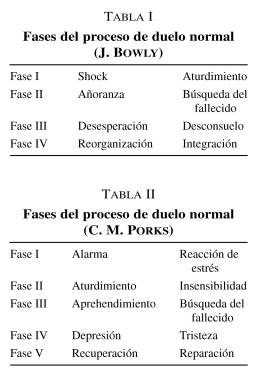 TABLA I
Fases del proceso de duelo normal
(J. BOWLY)
Fase I Shock Aturdimiento
Fase II Añoranza Búsqueda del
fallecido
Fase III Desesperación Desconsuelo
Fase IV Reorganización Integración
TABLA II
Fases del proceso de duelo normal
(C. M. PORKS)
Fase I Alarma Reacción de
estrés
Fase II Aturdimiento Insensibilidad
Fase III Aprehendimiento Búsqueda del
fallecido
Fase IV Depresión Tristeza
Fase V Recuperación Reparación